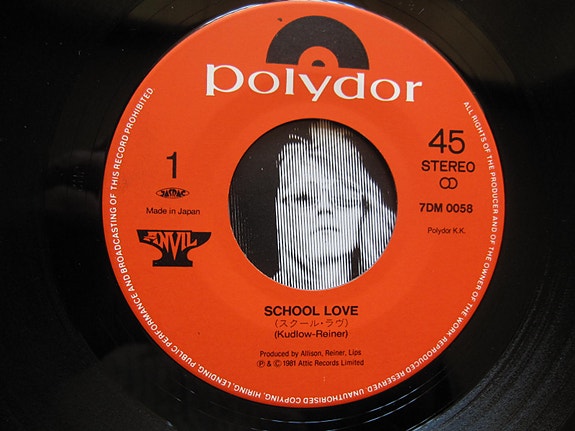 polydor
1
JASRAC
Made in Japan
ANVIL
45
STEREO
7DM 0058
Polydor K.K.
SCHOOL LOVE
(スクール・ラヴ)
(Kudlow-Reiner)
Produced by Allison, Reiner, Lips
Ⓟ & © 1981 Attic Records Limited
ALL RIGHTS OF THE PRODUCER AND OF THE OWNER OF THE WORK REPRODUCED RESERVED. UNAUTHORISED COPYING, HIRING, LENDING, PUBLIC PERFORMANCE AND BROADCASTING OF THIS RECORD PROHIBITED.